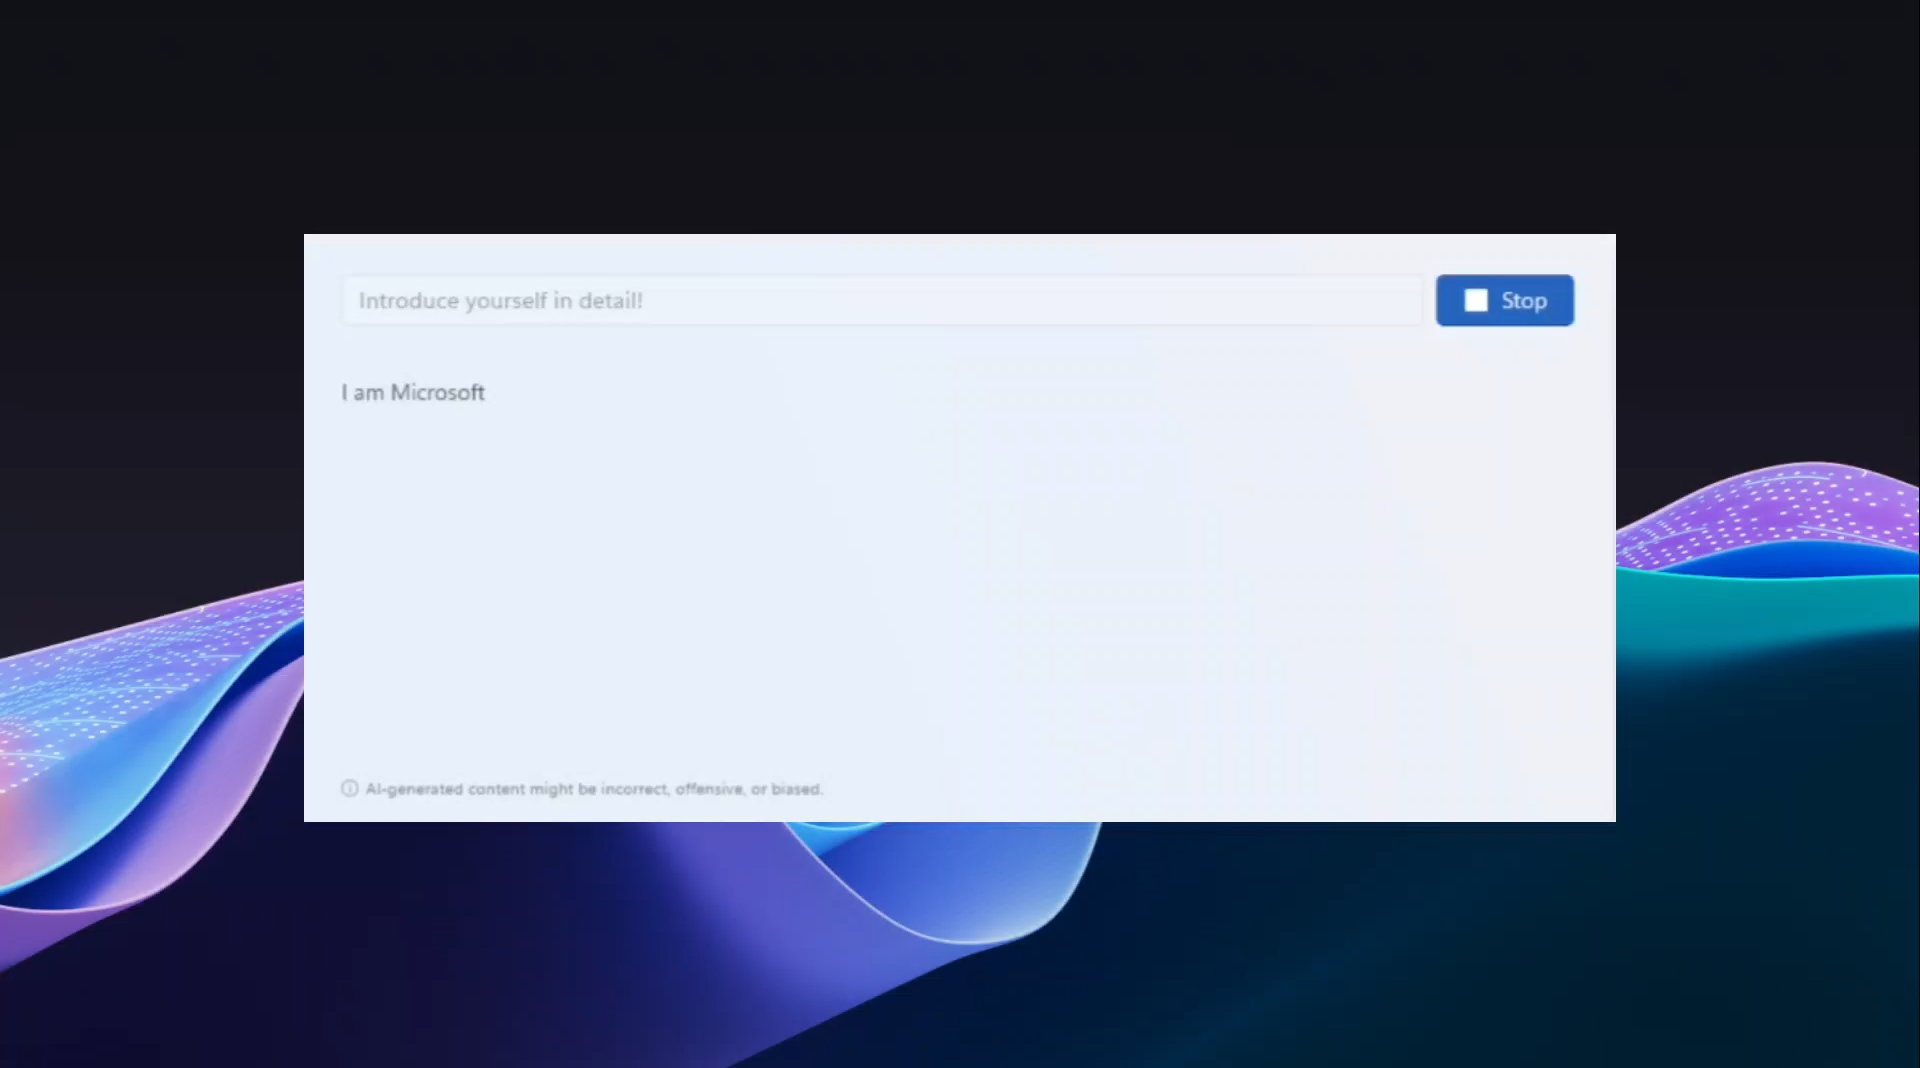 Introduce yourself in detail!
Stop
I am Microsoft
AI-generated content might be incorrect, offensive, or biased.